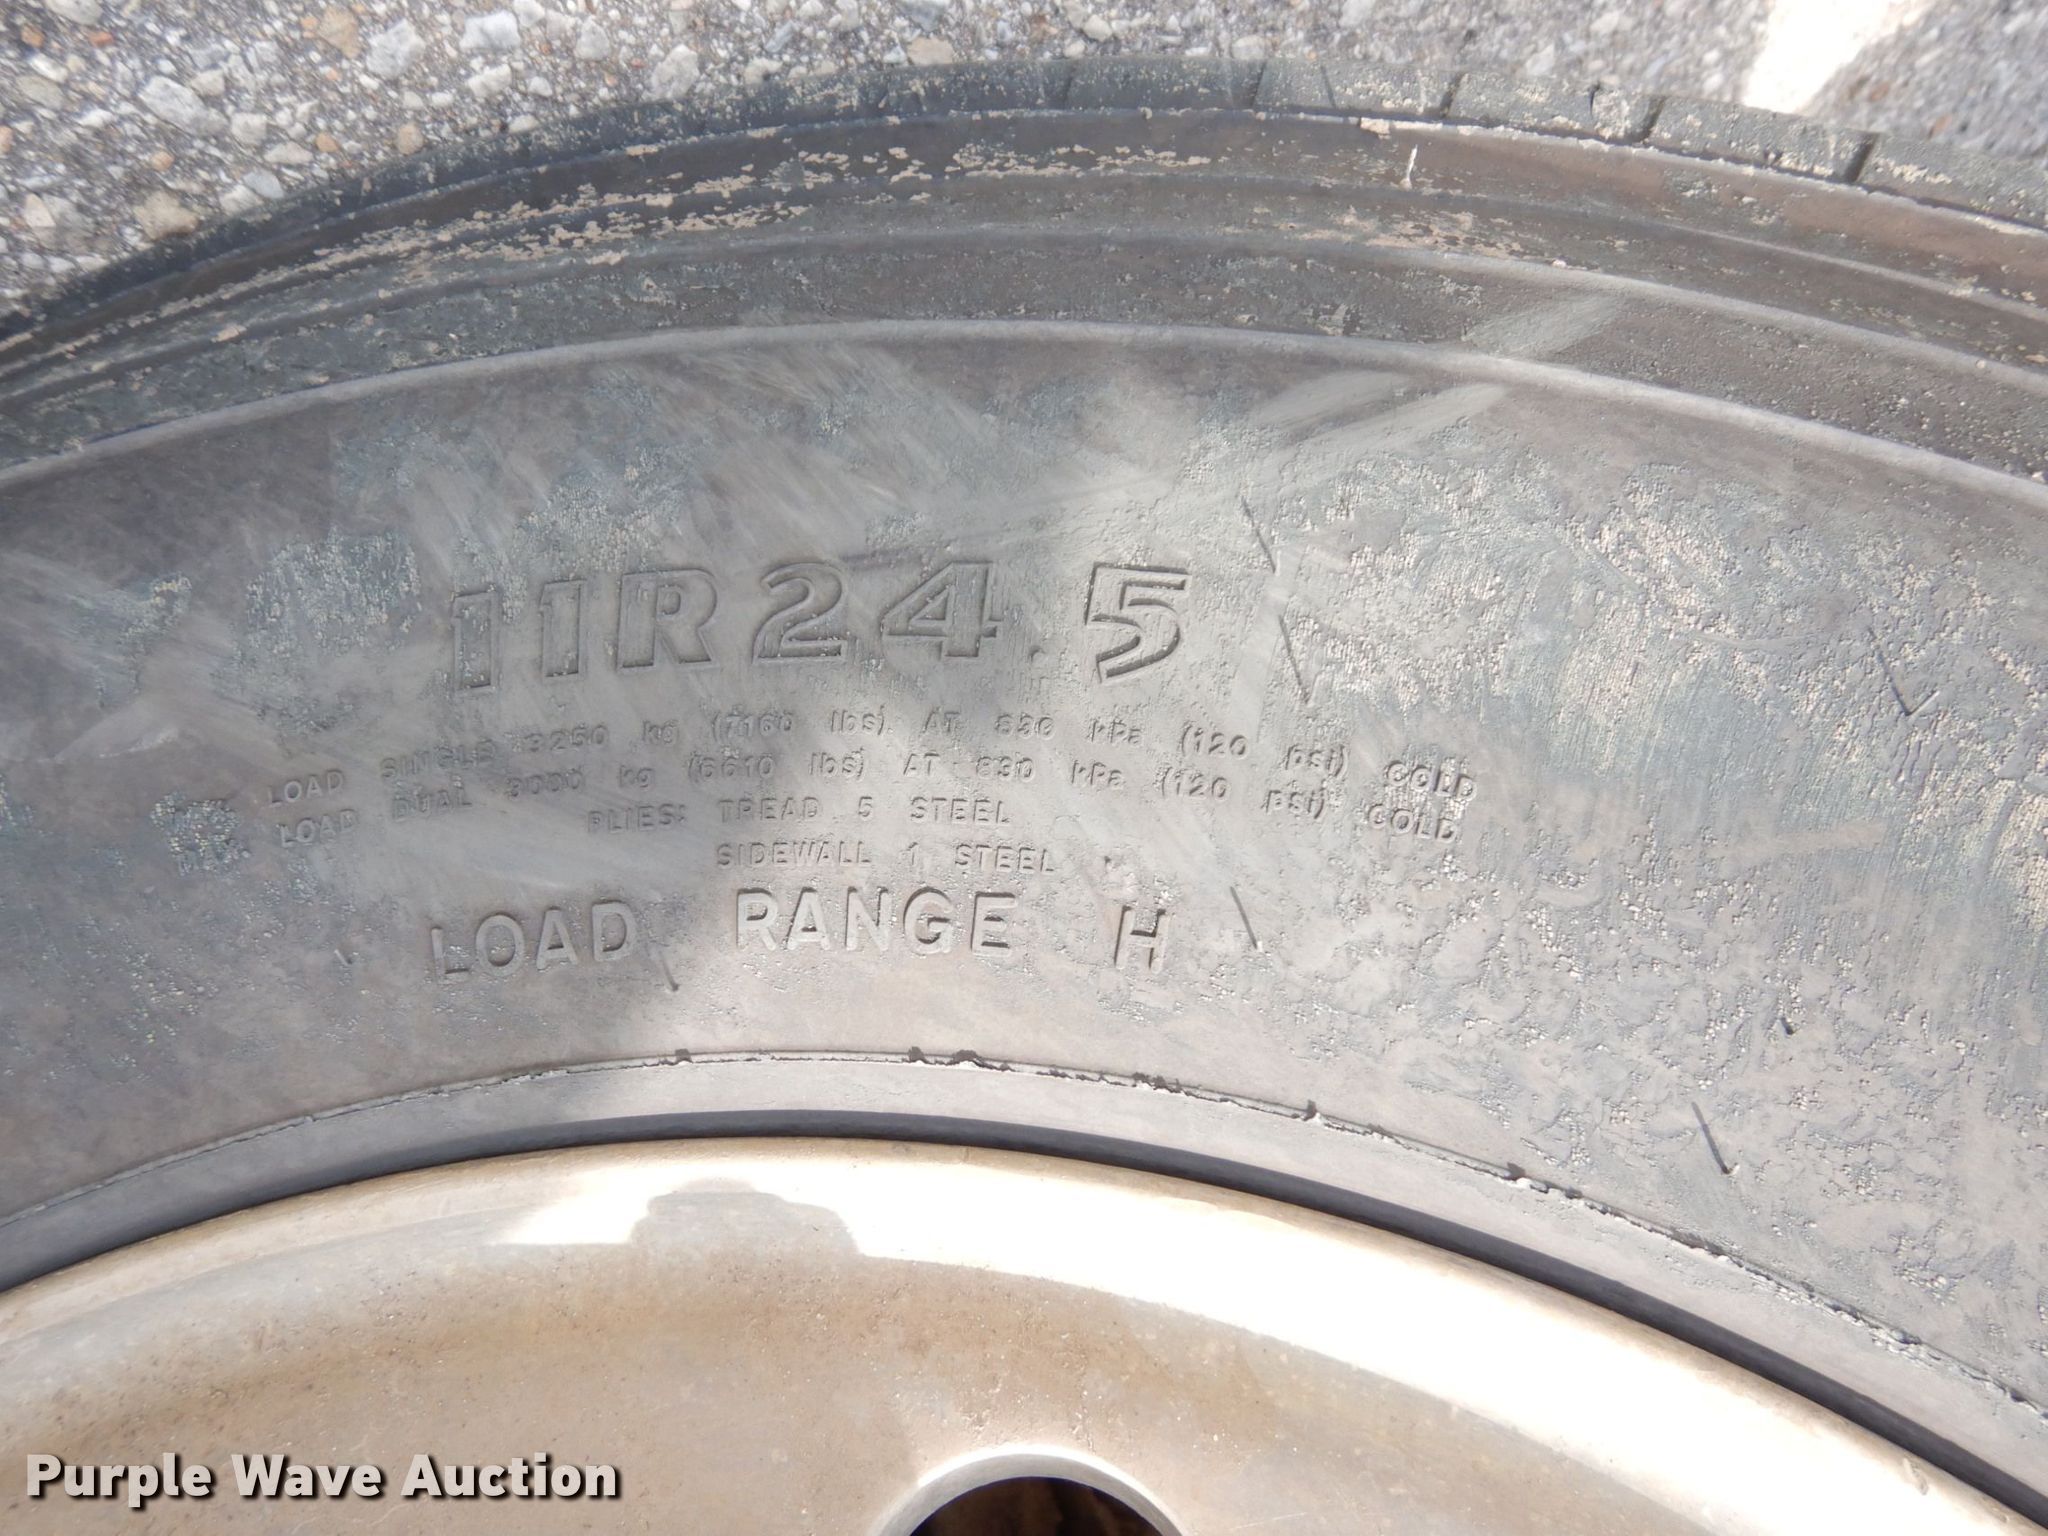 11R24.5
MAX. LOAD SINGLE 3250 kg (7160 lbs) AT 830 kPa (120 psi) COLD
MAX. LOAD DUAL 3000 kg (6610 lbs) AT 830 kPa (120 psi) COLD
PLIES: TREAD 5 STEEL
SIDEWALL 1 STEEL
LOAD RANGE H
Purple Wave Auction